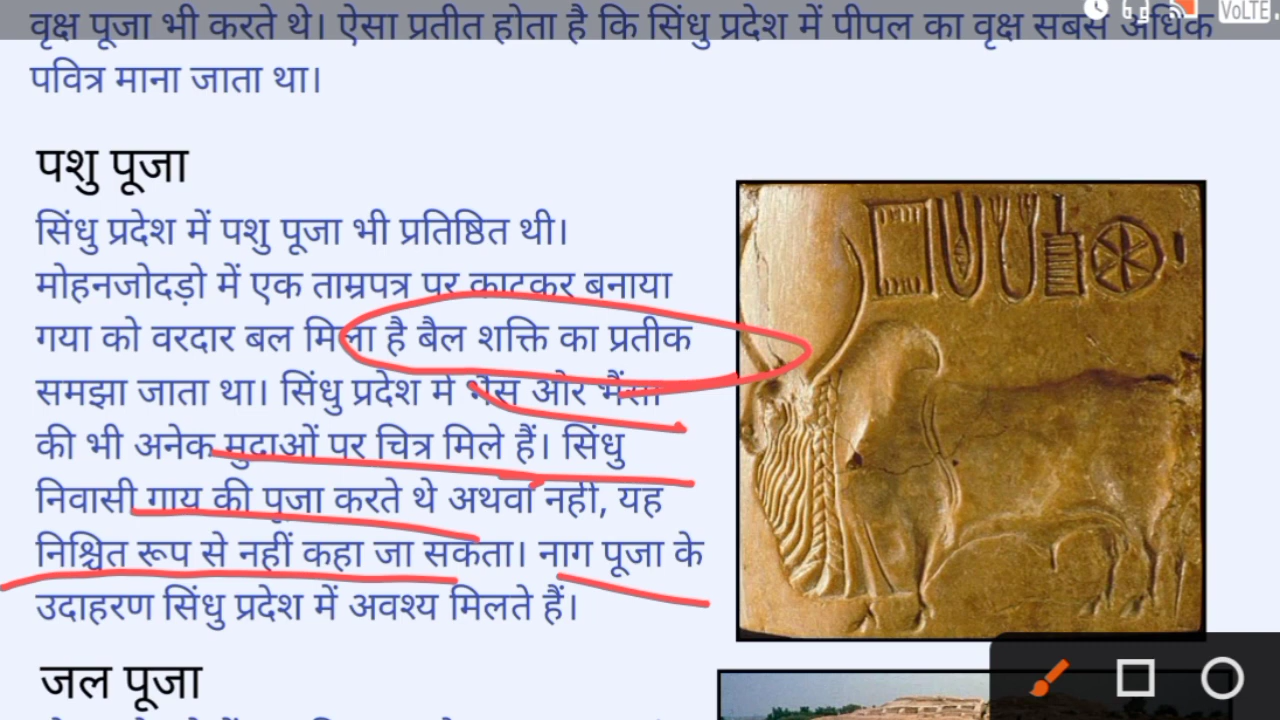 VoLTE
वृक्ष पूजा भी करते थे। ऐसा प्रतीत होता है कि सिंधु प्रदेश में पीपल का वृक्ष सबसे अधिक
पवित्र माना जाता था।
पशु पूजा
सिंधु प्रदेश में पशु पूजा भी प्रतिष्ठित थी।
मोहनजोदड़ो में एक ताम्रपत्र पर काटकर बनाया
गया को वरदार बल मिला है बैल शक्ति का प्रतीक
समझा जाता था। सिंधु प्रदेश में भैंस ओर भैंसा
की भी अनेक मुद्राओं पर चित्र मिले हैं। सिंधु
निवासी गाय की पूजा करते थे अथवा नहीं, यह
निश्चित रूप से नहीं कहा जा सकता। नाग पूजा के
उदाहरण सिंधु प्रदेश में अवश्य मिलते हैं।
जल पूजा